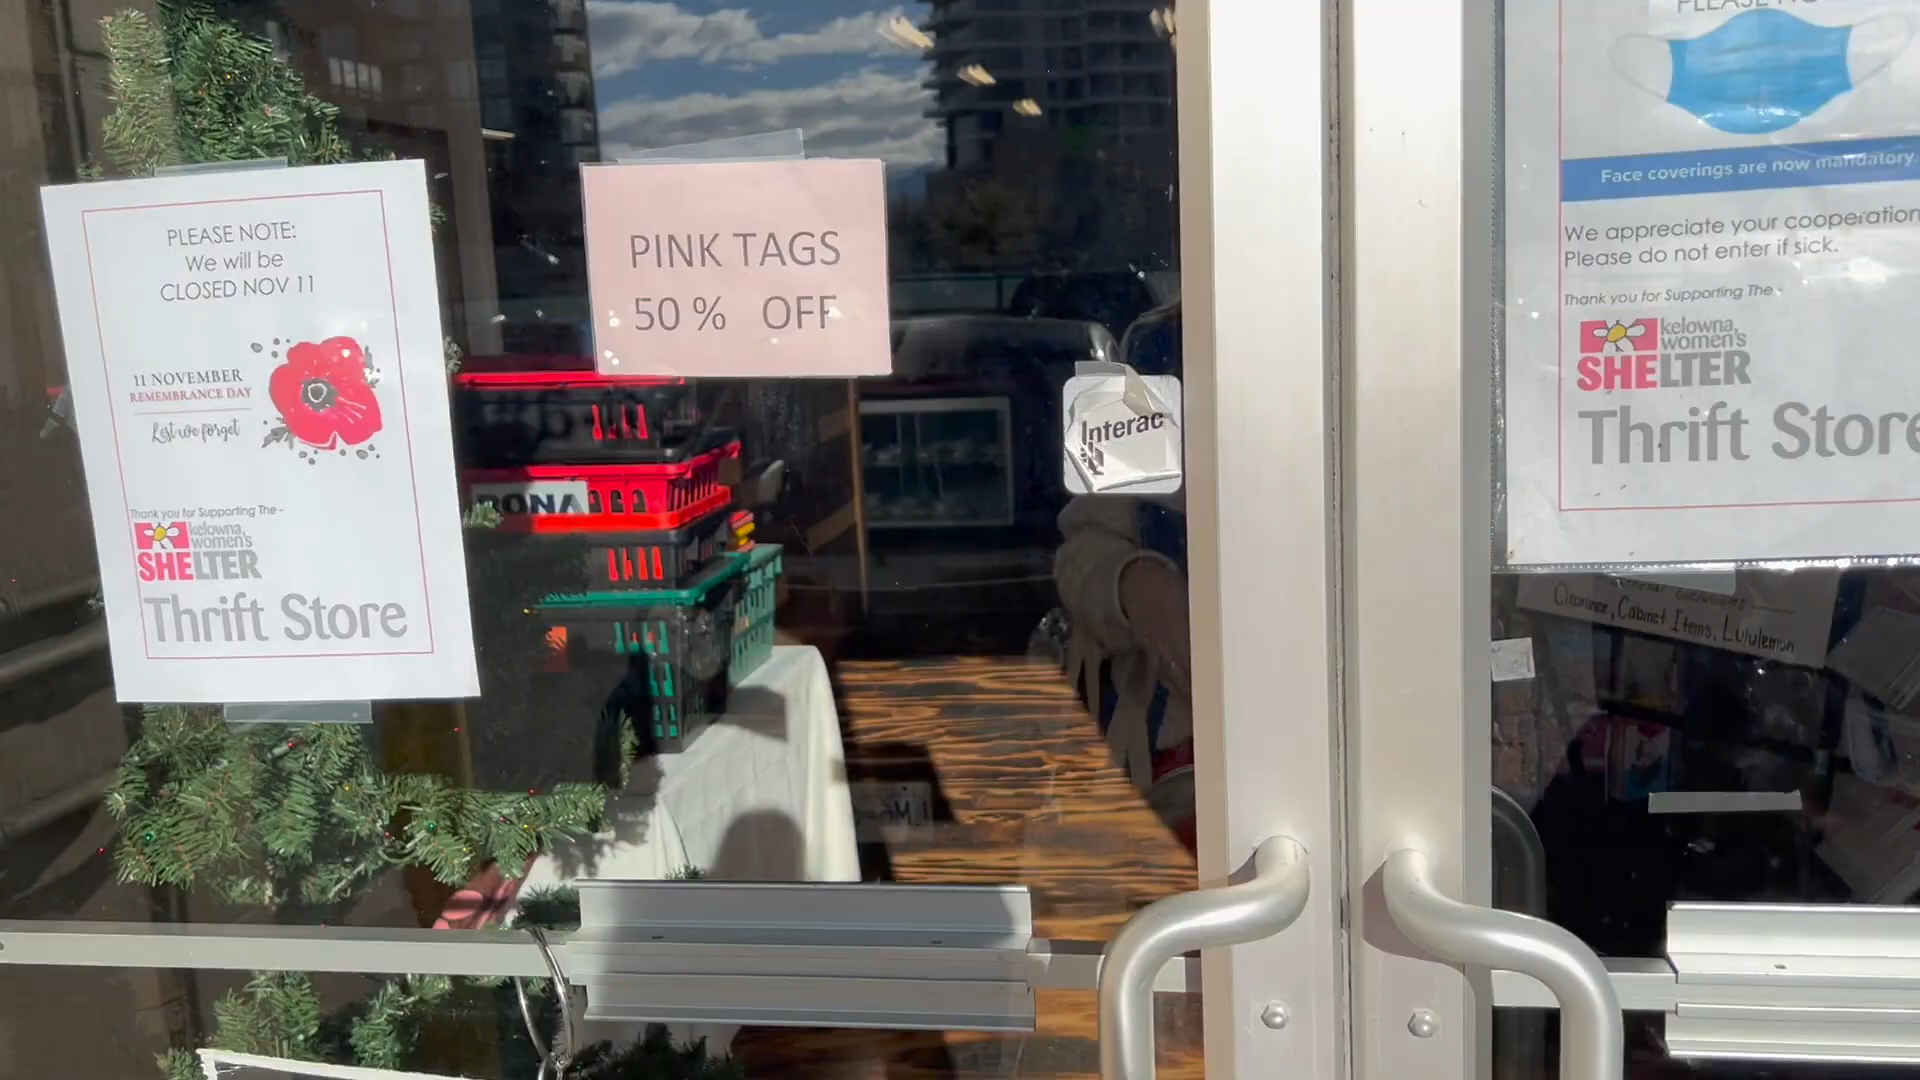 PLEASE NOTE:
We will be
CLOSED NOV 11
11 NOVEMBER
REMEMBRANCE DAY
Lest we forget
Thank you for Supporting The -
kelowna
women's
SHELTER
Thrift Store
PINK TAGS
50 % OFF
RONA
Interac
PLEASE
Face coverings are now mandatory.
We appreciate your cooperation
Please do not enter if sick.
Thank you for Supporting The -
kelowna
women's
SHELTER
Thrift Store
Clearance, Cabinet Items, Lululemon